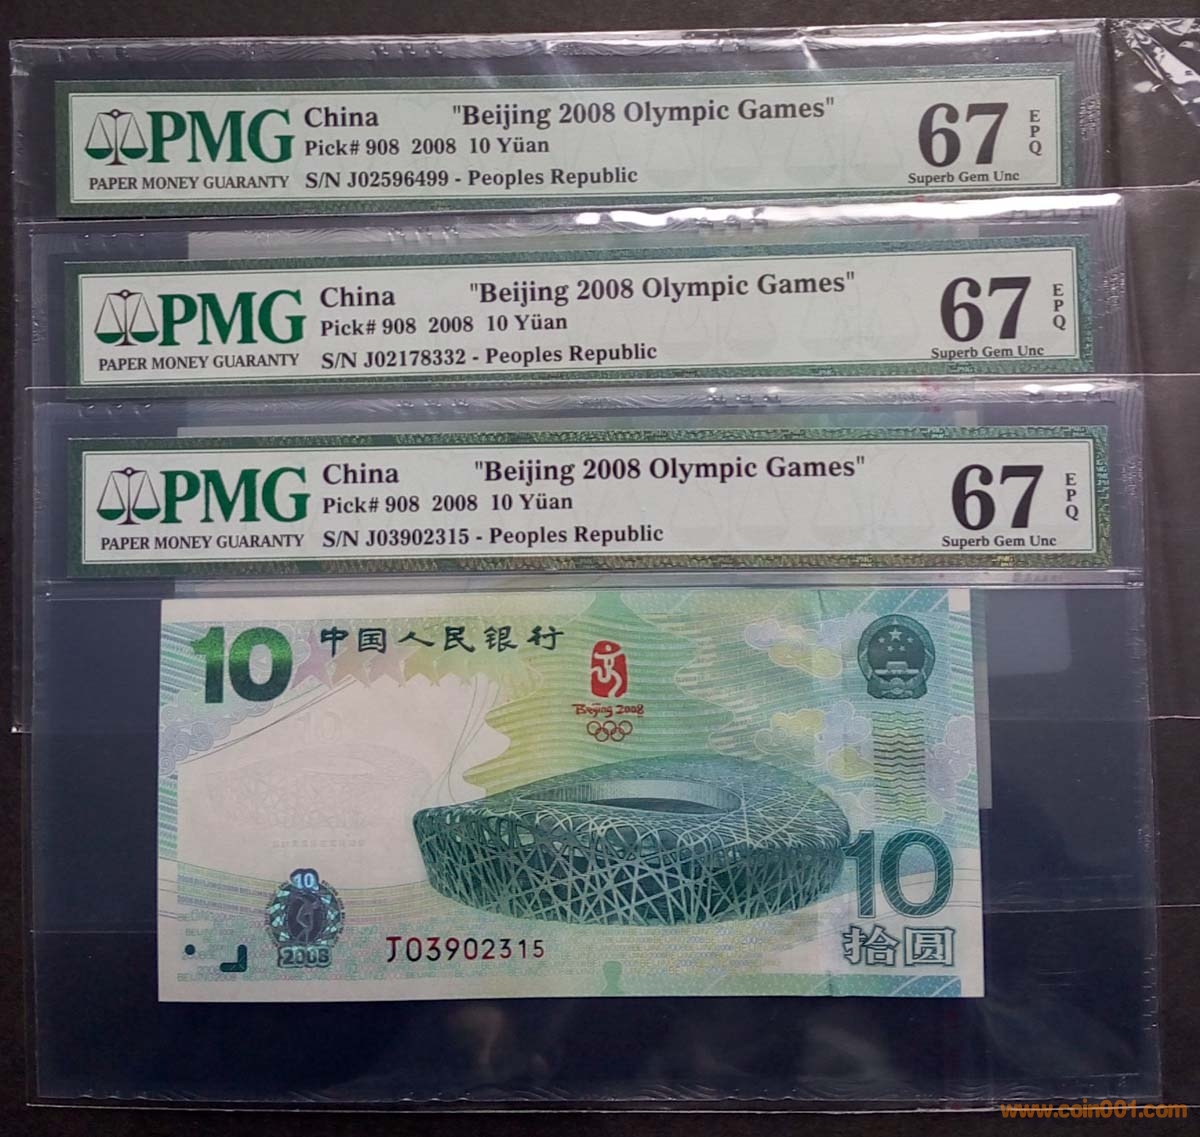 PMG
PAPER MONEY GUARANTY
China "Beijing 2008 Olympic Games"
Pick# 908 2008 10 Yüan
S/N J02596499 - Peoples Republic
67
EPQ
Superb Gem Unc
PMG
PAPER MONEY GUARANTY
China "Beijing 2008 Olympic Games"
Pick# 908 2008 10 Yüan
S/N J02178332 - Peoples Republic
67
EPQ
Superb Gem Unc
PMG
PAPER MONEY GUARANTY
China "Beijing 2008 Olympic Games"
Pick# 908 2008 10 Yüan
S/N J03902315 - Peoples Republic
67
EPQ
Superb Gem Unc
10 中国人民银行
Beijing 2008
10
10
2008
J03902315
10
拾圆
www.coin001.com